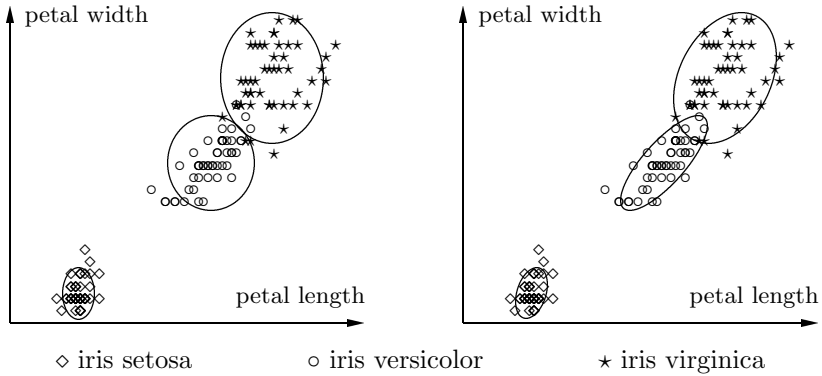 petal width
petal width
petal length
petal length
iris setosa
iris versicolor
iris virginica